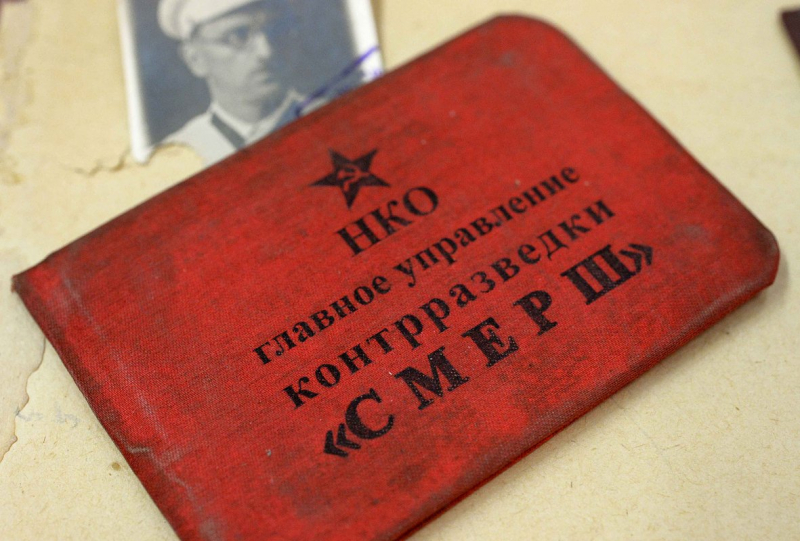 НКО
главное управление
контрразведки
«СМЕРШ»